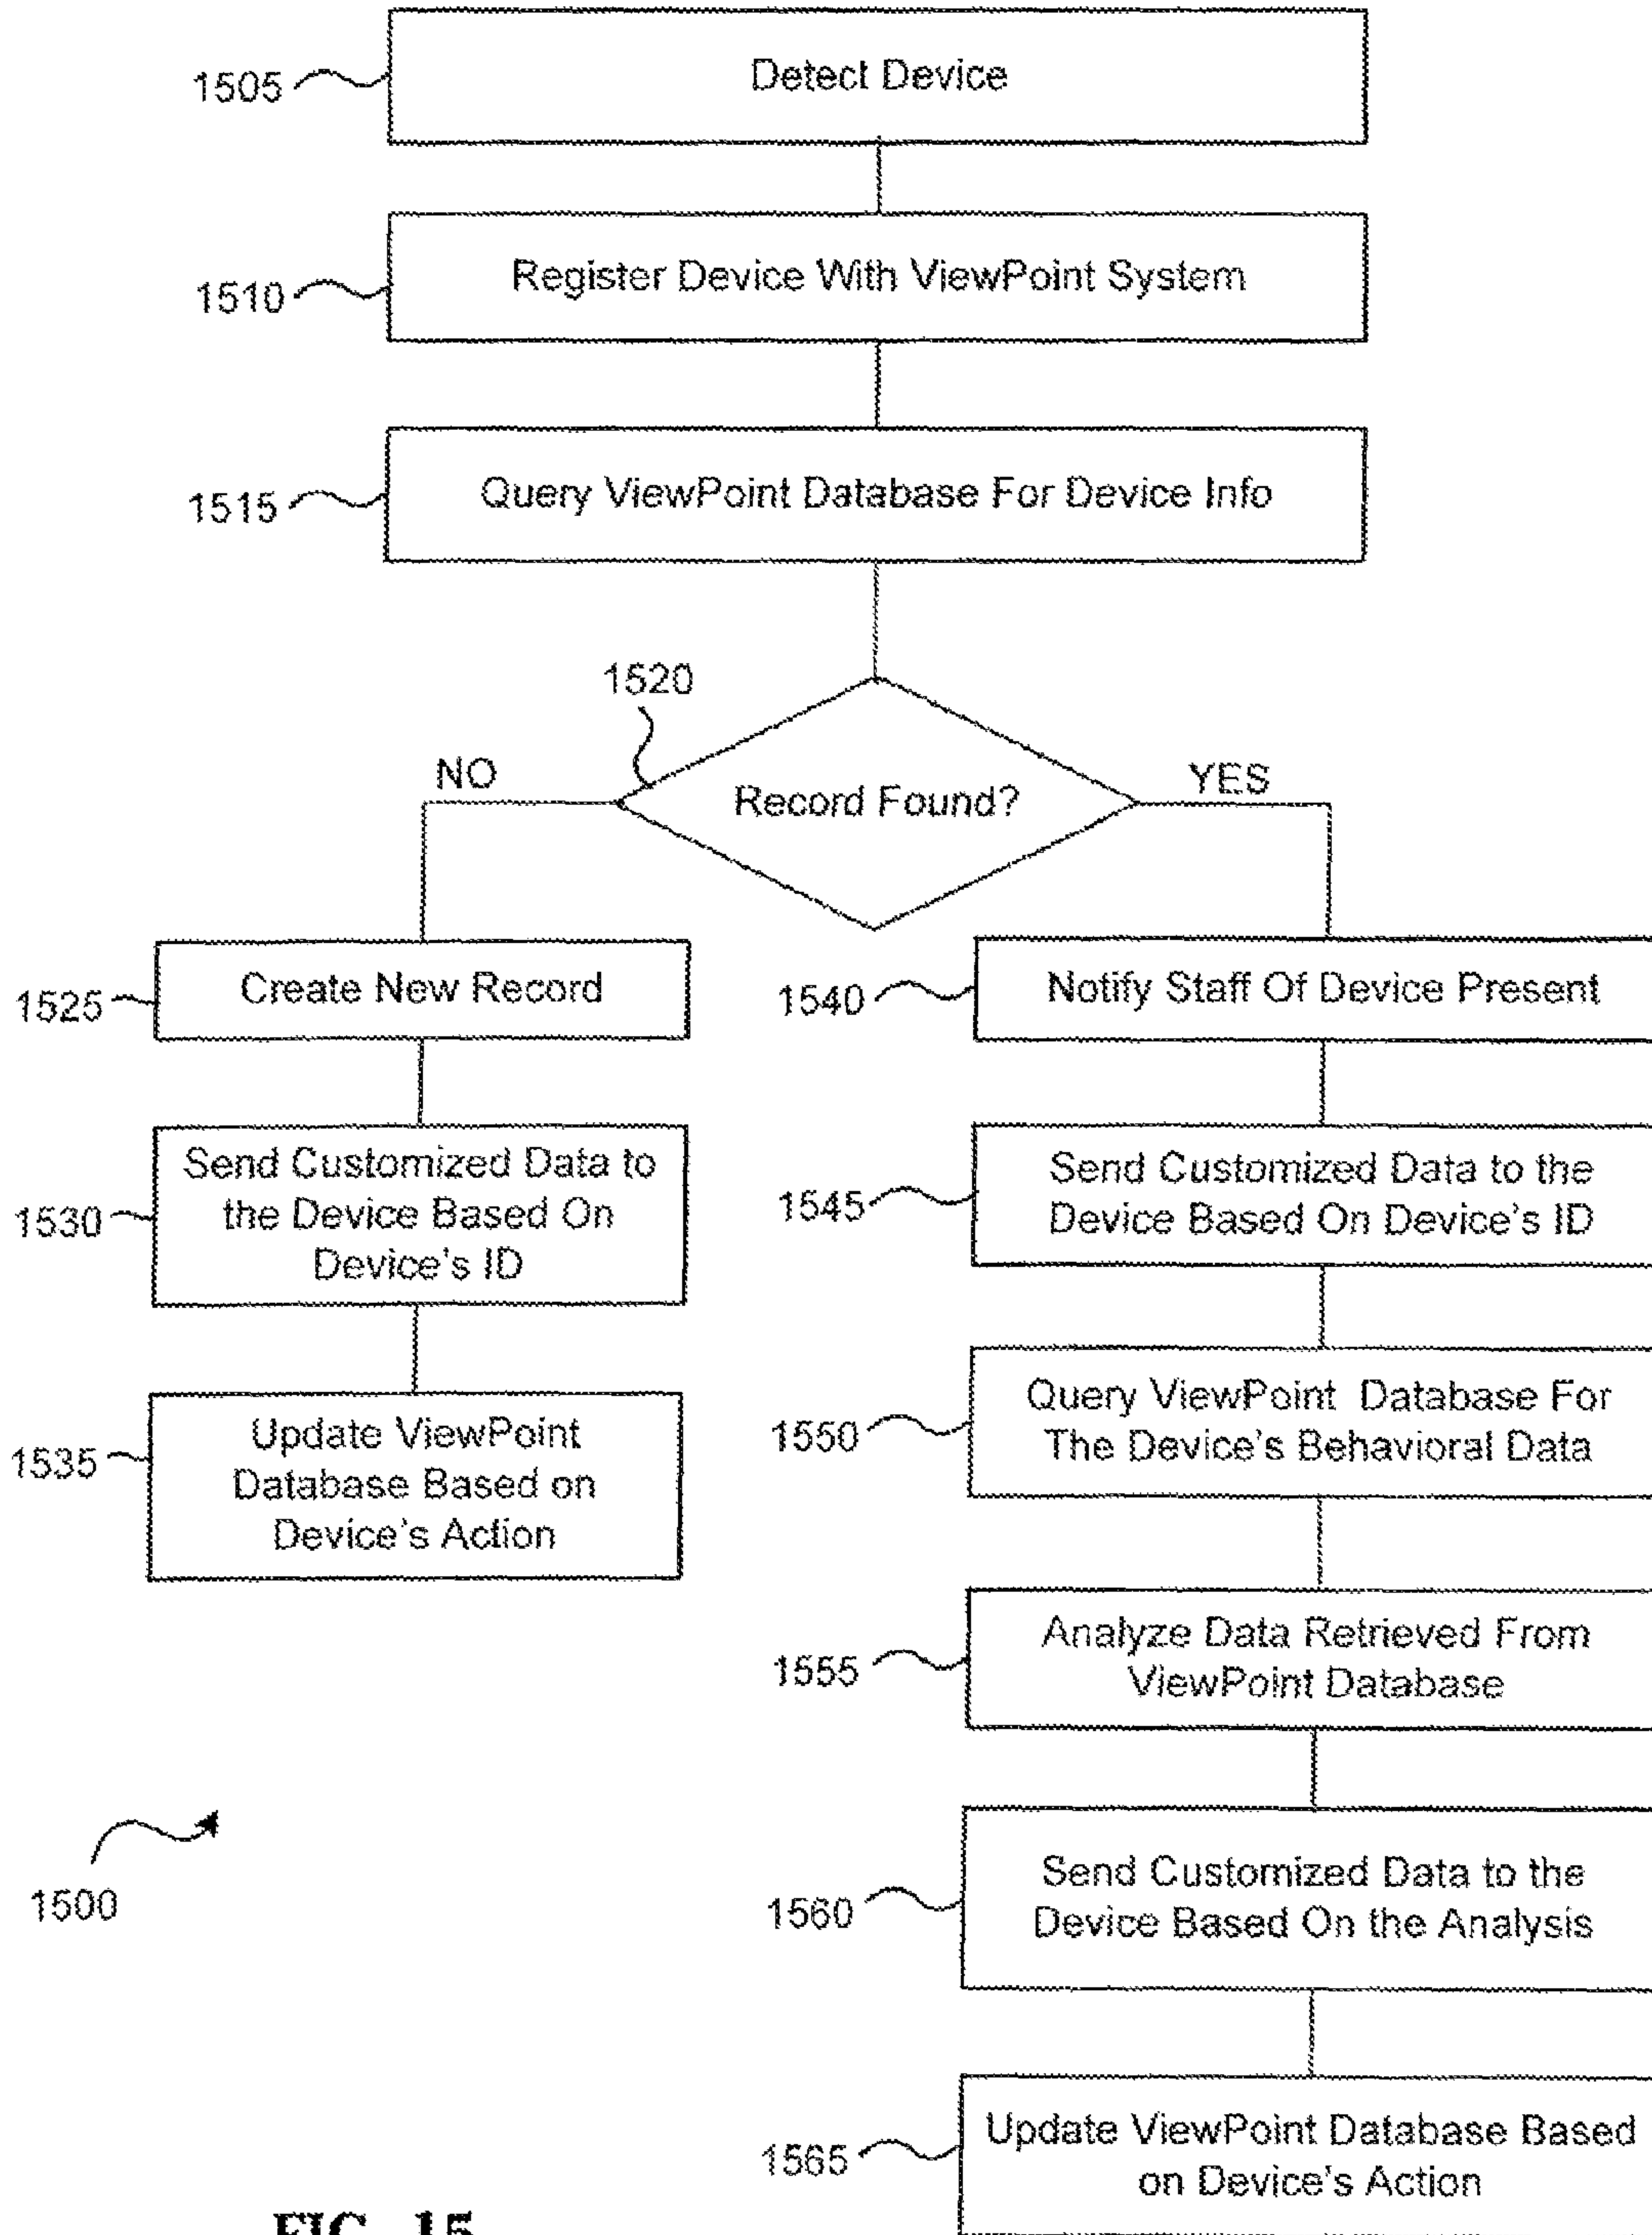 1505
Detect Device
1510
Register Device With ViewPoint System
1515
Query ViewPoint Database For Device Info
1520
NO
YES
Record Found?
1525
Create New Record
1530
Send Customized Data to
the Device Based On
Device's ID
1535
Update ViewPoint
Database Based on
Device's Action
1540
Notify Staff Of Device Present
1545
Send Customized Data to the
Device Based On Device's ID
1550
Query ViewPoint Database For
The Device's Behavioral Data
1555
Analyze Data Retrieved From
ViewPoint Database
1560
Send Customized Data to the
Device Based On the Analysis
1565
Update ViewPoint Database Based
on Device's Action
1500
FIG. 15